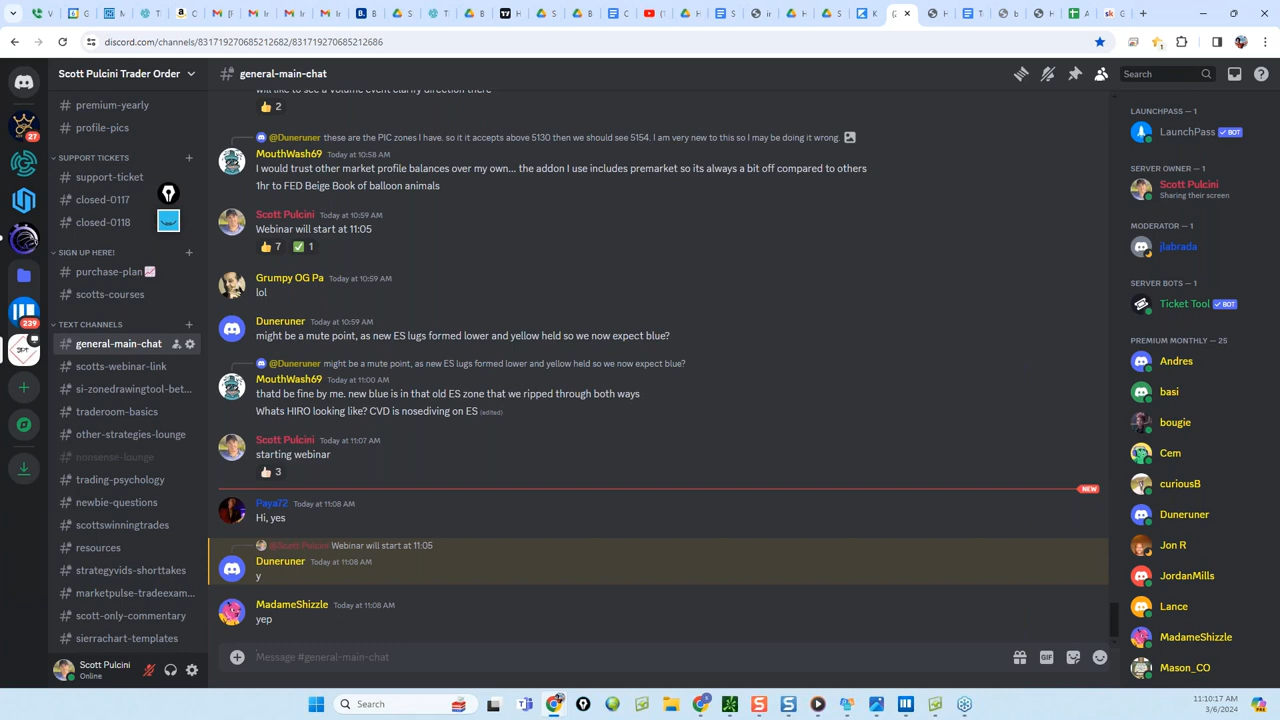 discord.com/channels/831719270685212682/831719270685212686
Scott Pulcini Trader Order
general-main-chat
Search
premium-yearly
profile-pics
SUPPORT TICKETS
support-ticket
closed-0117
closed-0118
SIGN UP HERE!
purchase-plan
scotts-courses
TEXT CHANNELS
general-main-chat
scotts-webinar-link
si-zonedrawingtool-bet...
traderoom-basics
other-strategies-lounge
nonsense-lounge
trading-psychology
newbie-questions
scottswinningtrades
resources
strategyvids-shorttakes
marketpulse-tradeexam...
scott-only-commentary
sierrachart-templates
Scott Pulcini
Online
27
239
will like to see a volume event clarify direction there
2
@Duneruner these are the PIC zones I have. so it it accepts above 5130 then we should see 5154. I am very new to this so I may be doing it wrong.
MouthWash69 Today at 10:58 AM
I would trust other market profile balances over my own... the addon I use includes premarket so its always a bit off compared to others
1hr to FED Beige Book of balloon animals
Scott Pulcini Today at 10:59 AM
Webinar will start at 11:05
7 1
Grumpy OG Pa Today at 10:59 AM
lol
Duneruner Today at 10:59 AM
might be a mute point, as new ES lugs formed lower and yellow held so we now expect blue?
@Duneruner might be a mute point, as new ES lugs formed lower and yellow held so we now expect blue?
MouthWash69 Today at 11:00 AM
thatd be fine by me. new blue is in that old ES zone that we ripped through both ways
Whats HIRO looking like? CVD is nosediving on ES (edited)
Scott Pulcini Today at 11:07 AM
starting webinar
3
NEW
Paya72 Today at 11:08 AM
Hi, yes
@Scott Pulcini Webinar will start at 11:05
Duneruner Today at 11:08 AM
y
MadameShizzle Today at 11:08 AM
yep
Message #general-main-chat
GIF
LAUNCHPASS — 1
LaunchPass BOT
SERVER OWNER — 1
Scott Pulcini
Sharing their screen
MODERATOR — 1
jlabrada
SERVER BOTS — 1
Ticket Tool BOT
PREMIUM MONTHLY — 25
Andres
basi
bougie
Cem
curiousB
Duneruner
Jon R
JordanMills
Lance
MadameShizzle
Mason_CO
Search
11:10:17 AM
3/6/2024